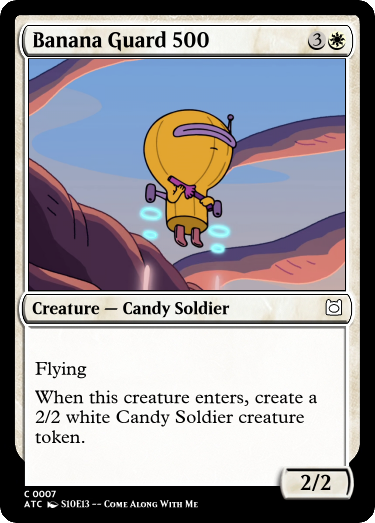 Banana Guard 500 3
Creature — Candy Soldier
Flying
When this creature enters, create a
2/2 white Candy Soldier creature
token.
2/2
C 0007
ATC S10E13 -- Come Along With Me